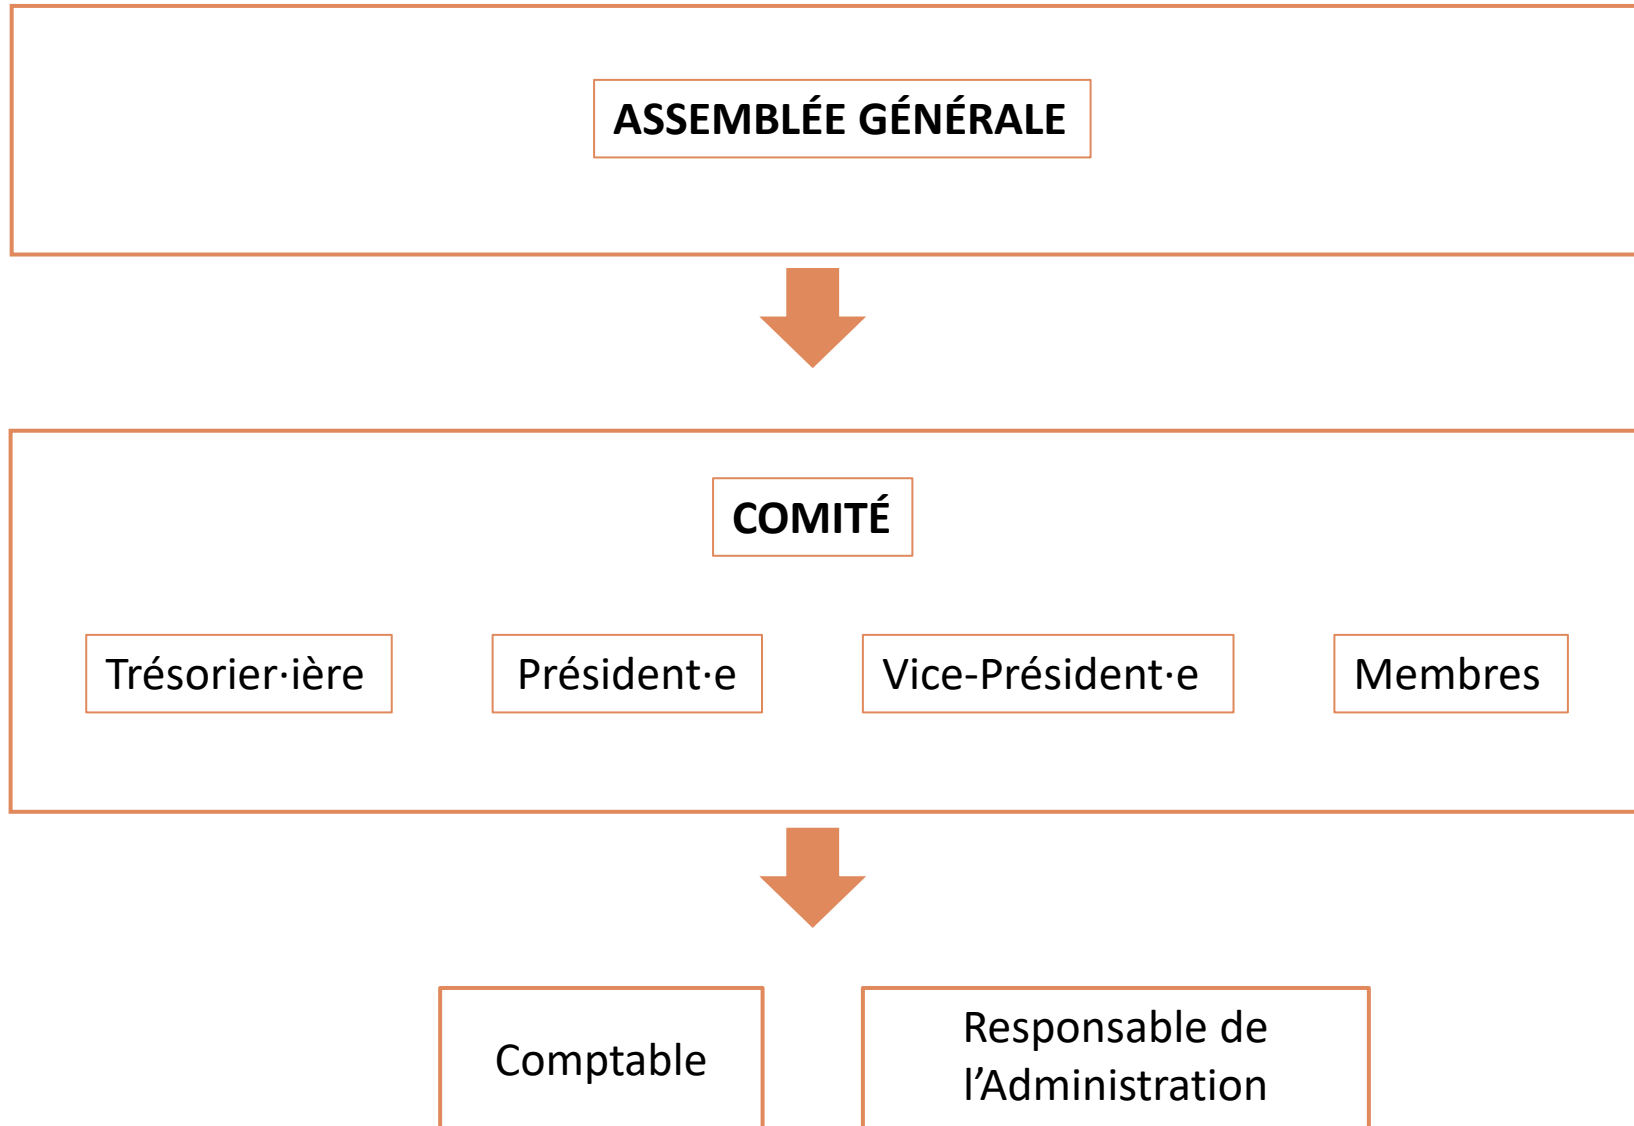 ASSEMBLÉE GÉNÉRALE
COMITÉ
Trésorier·ière
Président·e
Vice-Président·e
Membres
Comptable
Responsable de
l’Administration